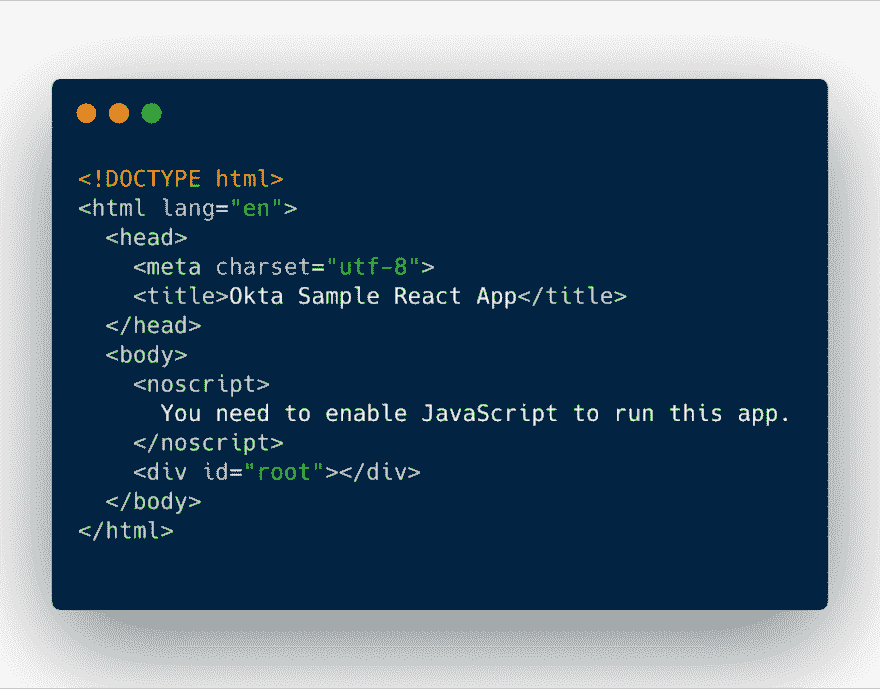 <!DOCTYPE html>
<html lang="en">
  <head>
    <meta charset="utf-8">
    <title>Okta Sample React App</title>
  </head>
  <body>
    <noscript>
      You need to enable JavaScript to run this app.
    </noscript>
    <div id="root"></div>
  </body>
</html>